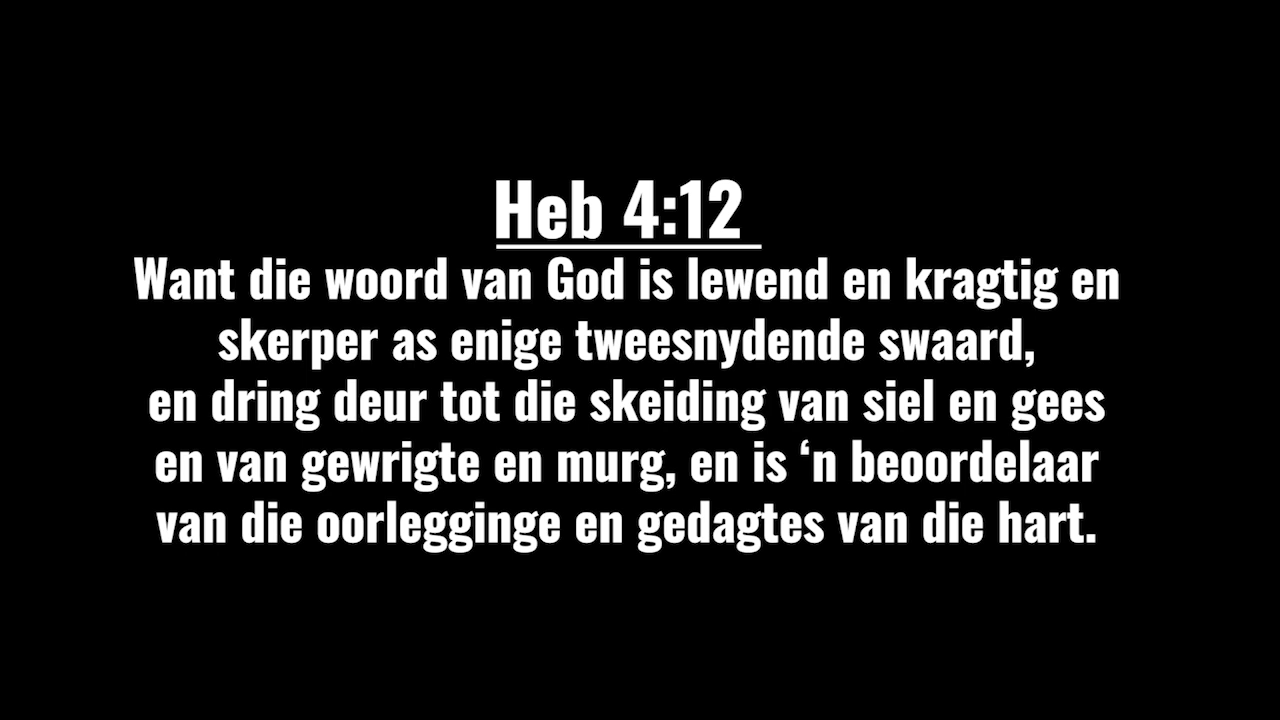 Heb 4:12
Want die woord van God is lewend en kragtig en
skerper as enige tweesnydende swaard,
en dring deur tot die skeiding van siel en gees
en van gewrigte en murg, en is ‘n beoordelaar
van die oorlegginge en gedagtes van die hart.